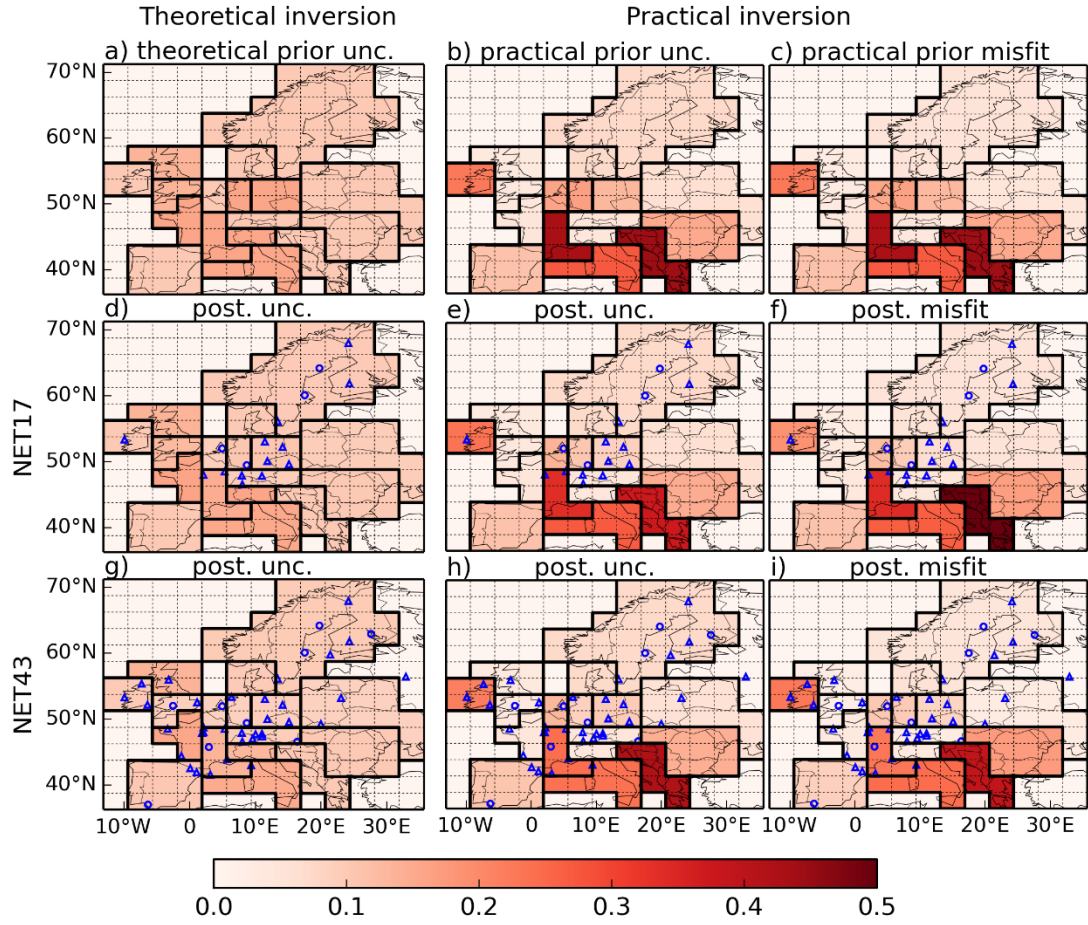 Theoretical inversion Practical inversion
a) theoretical prior unc. b) practical prior unc. c) practical prior misfit
70°N
60°N
50°N
40°N
d) post. unc. e) post. unc. f) post. misfit
NET17
70°N
60°N
50°N
40°N
g) post. unc. h) post. unc. i) post. misfit
NET43
70°N
60°N
50°N
40°N
10°W 0 10°E 20°E 30°E 10°W 0 10°E 20°E 30°E 10°W 0 10°E 20°E 30°E
0.0 0.1 0.2 0.3 0.4 0.5